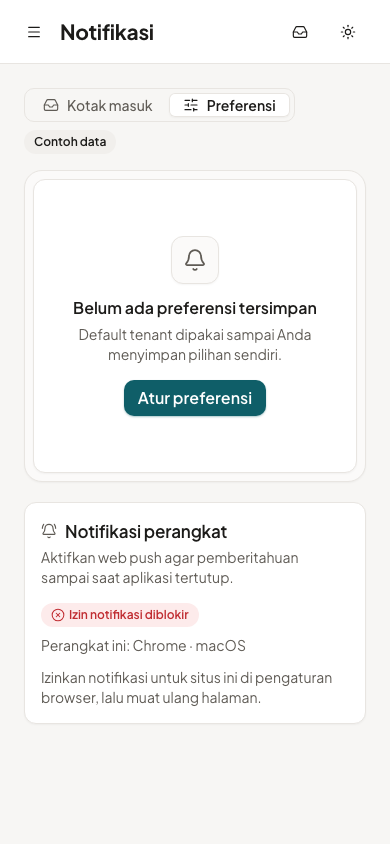 Notifikasi
Kotak masuk
Preferensi
Contoh data
Belum ada preferensi tersimpan
Default tenant dipakai sampai Anda
menyimpan pilihan sendiri.
Atur preferensi
Notifikasi perangkat
Aktifkan web push agar pemberitahuan
sampai saat aplikasi tertutup.
Izin notifikasi diblokir
Perangkat ini: Chrome · macOS
Izinkan notifikasi untuk situs ini di pengaturan
browser, lalu muat ulang halaman.